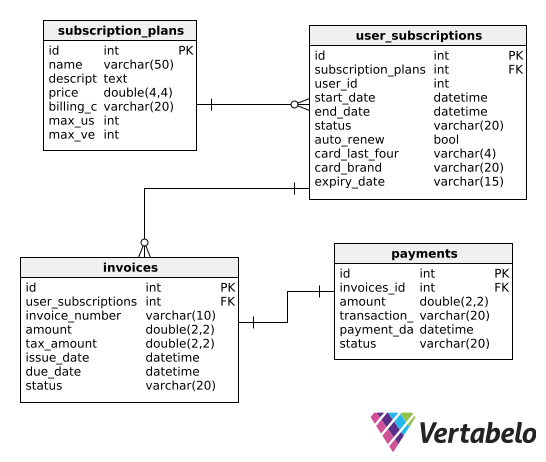 subscription_plans
id int PK
name varchar(50)
descript text
price double(4,4)
billing_c varchar(20)
max_us int
max_ve int
user_subscriptions
id int PK
subscription_plans int FK
user_id int
start_date datetime
end_date datetime
status varchar(20)
auto_renew bool
card_last_four varchar(4)
card_brand varchar(20)
expiry_date varchar(15)
invoices
id int PK
user_subscriptions int FK
invoice_number varchar(10)
amount double(2,2)
tax_amount double(2,2)
issue_date datetime
due_date datetime
status varchar(20)
payments
id int PK
invoices_id int FK
amount double(2,2)
transaction_ varchar(20)
payment_da datetime
status varchar(20)
Vertabelo